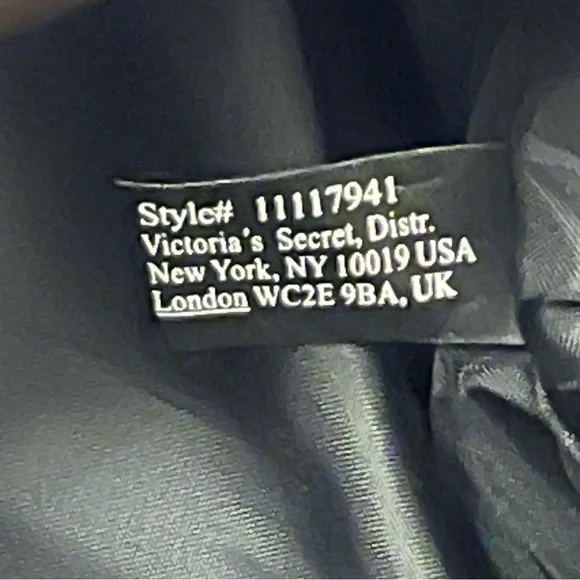 Style# 11117941
Victoria's Secret, Distr.
New York, NY 10019 USA
London WC2E 9BA, UK